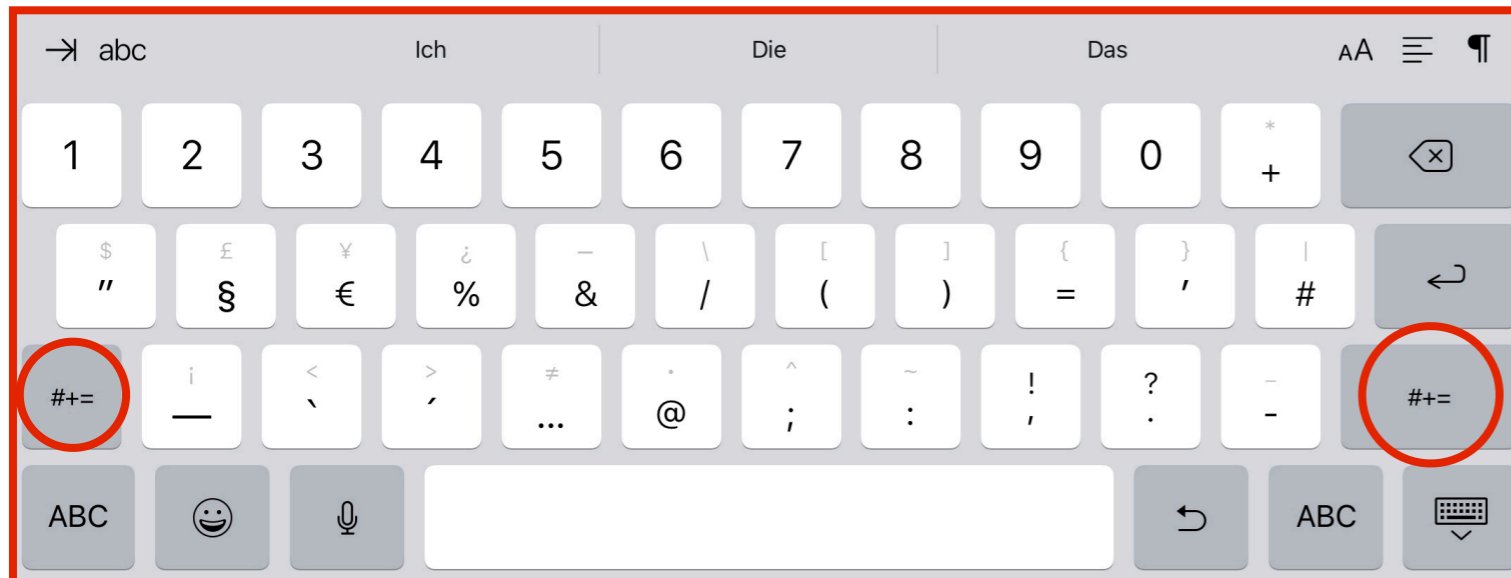 abc Ich Die Das AA ¶
*
1 2 3 4 5 6 7 8 9 0 +
$ £ ¥ ¿ — \ [ ] { } |
" § € % & / ( ) = ' #
¡ < > ≠ · ^ ~ ! ? –
#+= — ` ´ … @ ; : , . - #+=
ABC ABC